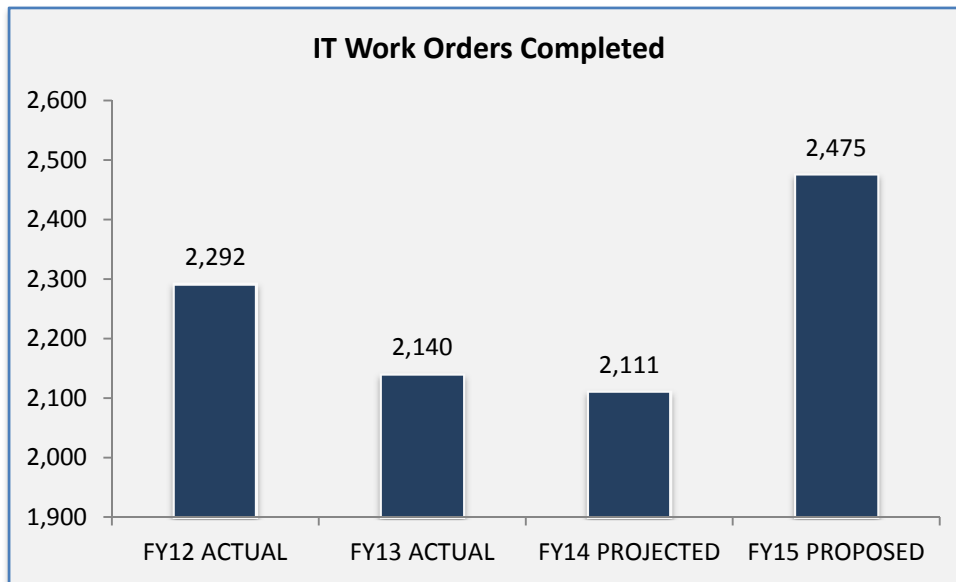 IT Work Orders Completed
2,600
2,500
2,400
2,300
2,200
2,100
2,000
1,900
2,292
2,140
2,111
2,475
FY12 ACTUAL
FY13 ACTUAL
FY14 PROJECTED
FY15 PROPOSED